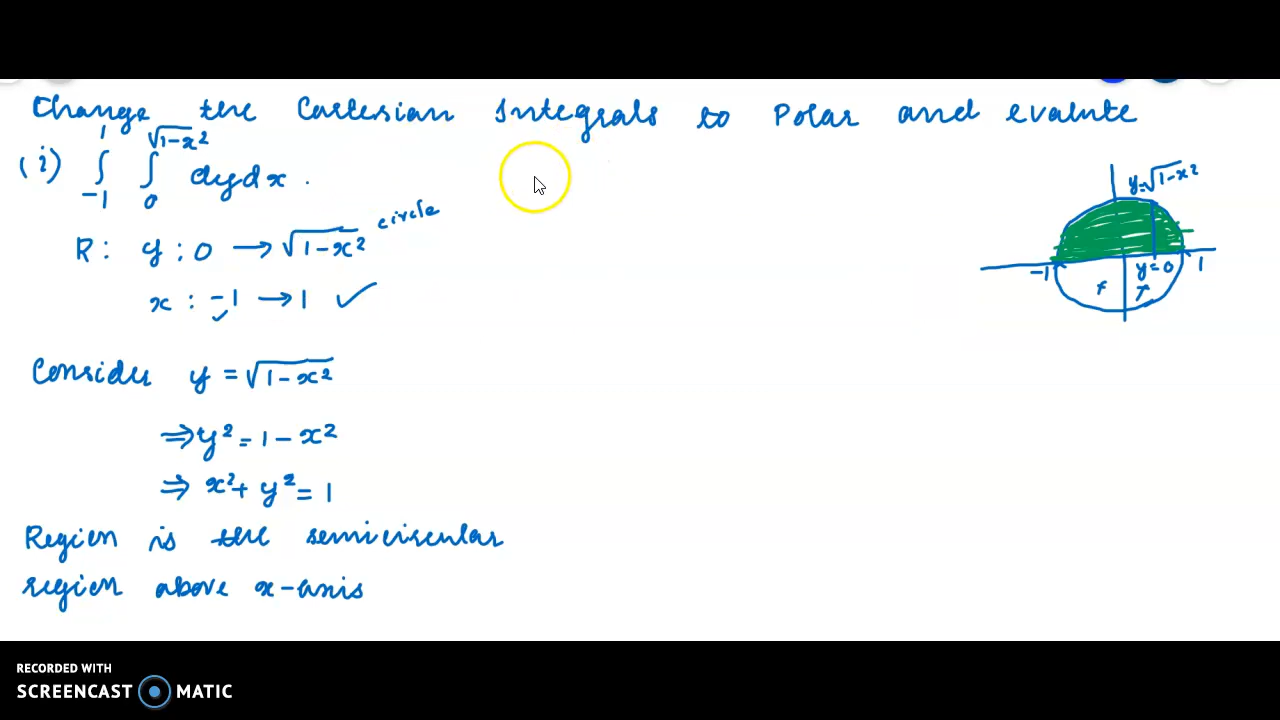 Change the Cartesian Integrals to Polar and evalute
(i) ∫_{-1}^{1} ∫_{0}^{√(1-x²)} dydx .
R: y : 0 → √(1-x²) circle
x : -1 → 1 ✓
Consider y = √(1-x²)
⇒ y² = 1 - x²
⇒ x² + y² = 1
Region is the semicircular
region above x-axis
y=√(1-x²)
-1 y=0 1
RECORDED WITH
SCREENCAST MATIC